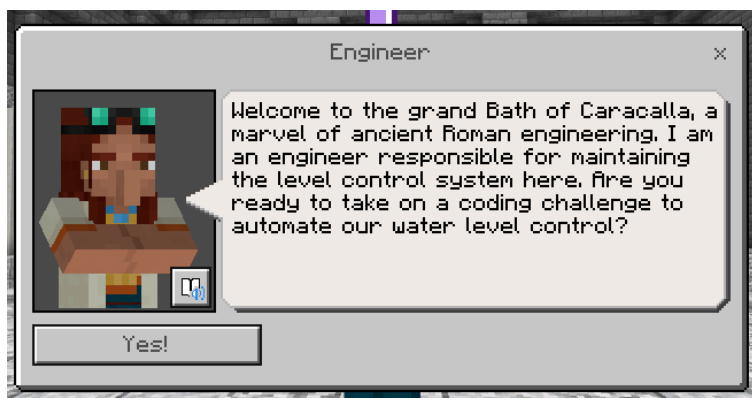 Engineer
x
Welcome to the grand Bath of Caracalla, a
marvel of ancient Roman engineering. I am
an engineer responsible for maintaining
the level control system here. Are you
ready to take on a coding challenge to
automate our water level control?
Yes!